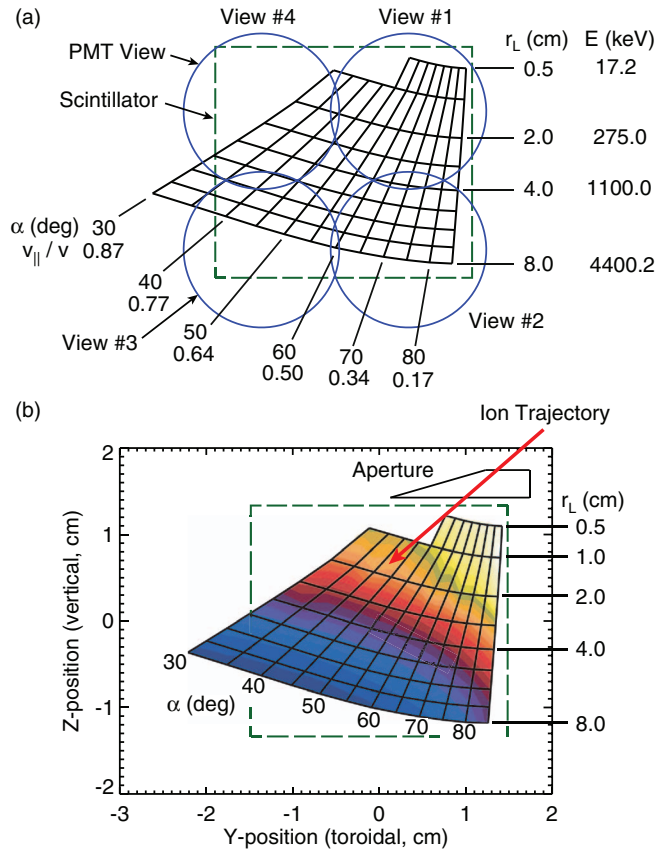 (a)
View #4
View #1
PMT View
Scintillator
r_L (cm)
E (keV)
0.5
17.2
2.0
275.0
4.0
1100.0
8.0
4400.2
α (deg)
v_|| / v
30
0.87
40
0.77
50
0.64
60
0.50
70
0.34
80
0.17
View #3
View #2
(b)
Ion Trajectory
Aperture
r_L (cm)
0.5
1.0
2.0
4.0
8.0
30
40
50
60
70
80
α (deg)
2
1
0
-1
-2
Z-position (vertical, cm)
-3
-2
-1
0
1
2
Y-position (toroidal, cm)